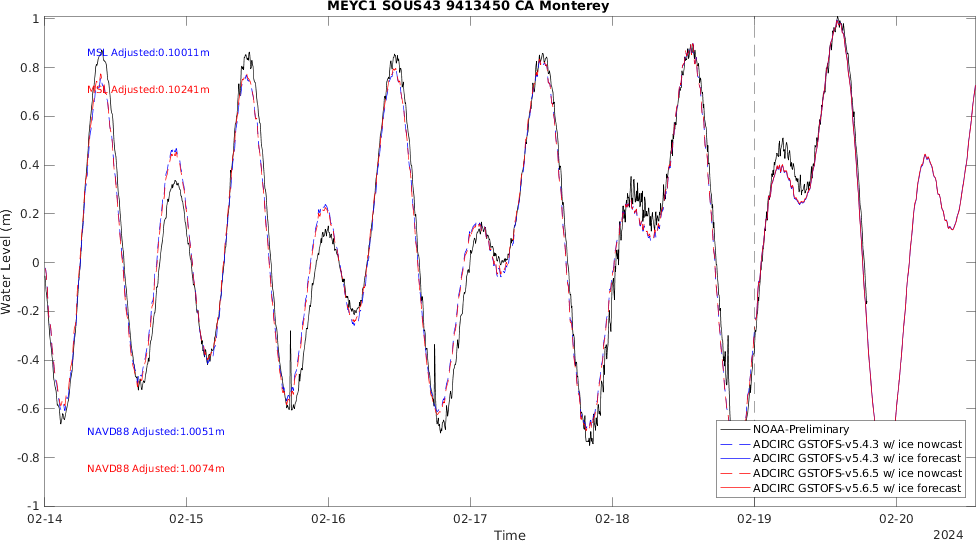 MEYC1 SOUS43 9413450 CA Monterey
1
0.8
0.6
0.4
0.2
0
-0.2
-0.4
-0.6
-0.8
-1
Water Level (m)
MSL Adjusted:0.10011m
MSL Adjusted:0.10241m
NAVD88 Adjusted:1.0051m
NAVD88 Adjusted:1.0074m
NOAA-Preliminary
ADCIRC GSTOFS-v5.4.3 w/ ice nowcast
ADCIRC GSTOFS-v5.4.3 w/ ice forecast
ADCIRC GSTOFS-v5.6.5 w/ ice nowcast
ADCIRC GSTOFS-v5.6.5 w/ ice forecast
02-14 02-15 02-16 02-17 02-18 02-19 02-20
Time
2024